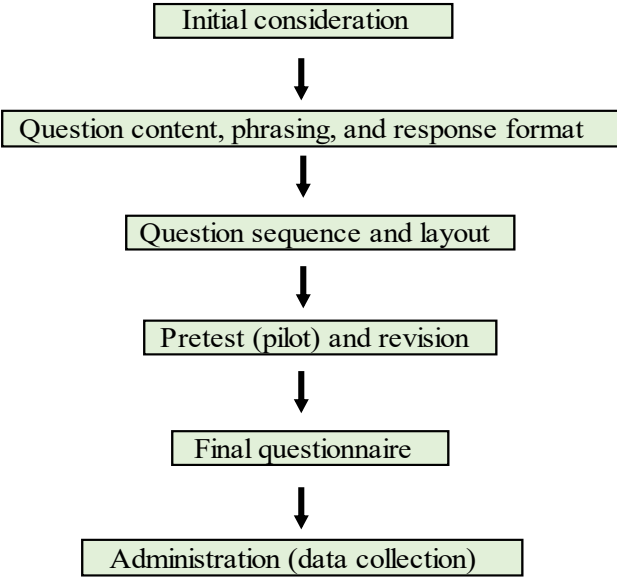 Initial consideration
Question content, phrasing, and response format
Question sequence and layout
Pretest (pilot) and revision
Final questionnaire
Administration (data collection)